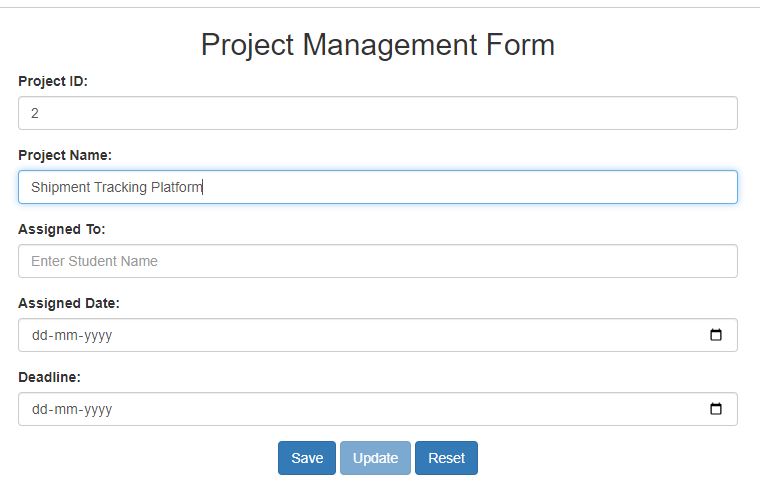 Project Management Form
Project ID:
2
Project Name:
Shipment Tracking Platform
Assigned To:
Enter Student Name
Assigned Date:
dd-mm-yyyy
Deadline:
dd-mm-yyyy
Save Update Reset